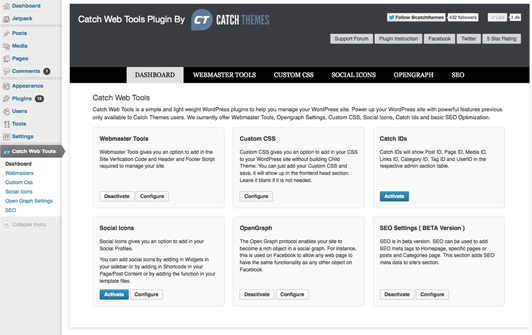 Dashboard
Jetpack
Posts
Media
Pages
Comments 1
Appearance
Plugins 15
Users
Tools
Settings
Catch Web Tools
Dashboard
Webmasters
Custom Css
Social Icons
Open Graph Settings
SEO
Collapse menu
Catch Web Tools Plugin By CT CATCH THEMES
Follow @catchthemes 432 followers Like 1.4k
Support Forum Plugin Instruction Facebook Twitter 5 Star Rating
DASHBOARD WEBMASTER TOOLS CUSTOM CSS SOCIAL ICONS OPENGRAPH SEO
Catch Web Tools
Catch Web Tools is a simple and light weight WordPress plugins to help you manage your WordPress site. Power up your WordPress site with powerful features previous
only available to Catch Themes users. We currently offer Webmaster Tools, Opengraph Settings, Custom CSS, Social Icons, Catch Ids and basic SEO Optimization.
Webmaster Tools
Webmaster Tools gives you an option to add in the
Site Verification Code and Header and Footer Script
required to manage your site.
Deactivate Configure
Custom CSS
Custom CSS gives you an option to add in your CSS
to your WordPress site without building Child
Theme. You can just add your Custom CSS and
save, it will show up in the frontend head section.
Leave it blank if it is not needed.
Configure
Catch IDs
Catch IDs will show Post ID, Page ID, Media ID,
Links ID, Category ID, Tag ID and UserID in the
respective admin section table.
Activate
Social Icons
Social Icons gives you an option to add in your
Social Profiles.
You can add social icons by adding in Widgets in
your sidebar or by adding in Shortcode in your
Page/Post Content or by adding the function in your
template files.
Activate Configure
OpenGraph
The Open Graph protocol enables your site to
become a rich object in a social graph. For instance,
this is used on Facebook to allow any web page to
have the same functionality as any other object on
Facebook.
Deactivate Configure
SEO Settings ( BETA Version )
SEO is in beta version. SEO can be used to add
SEO meta tags to Homepage, specific pages or
posts and Categories page. This section adds
SEO meta data to site's section.
Deactivate Configure